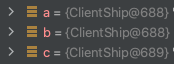 a = {ClientShip@688} "
b = {ClientShip@688} "
c = {ClientShip@689} "